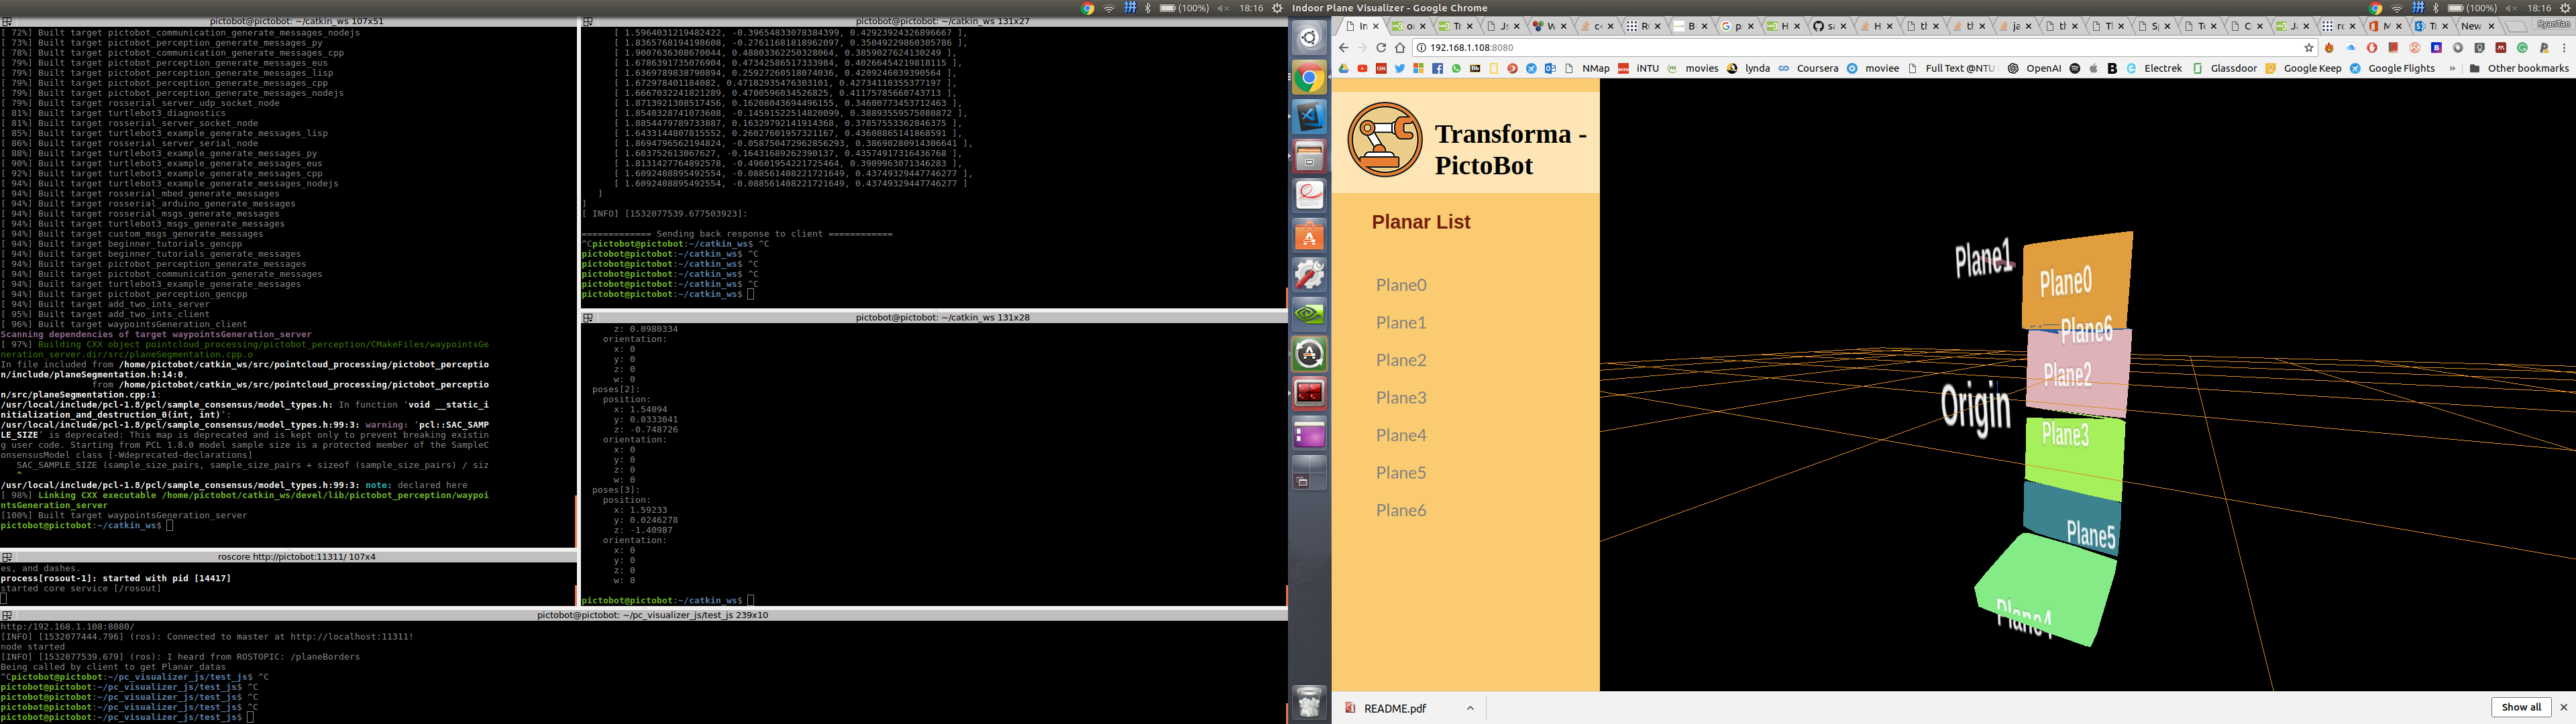 (100%) 18:16
Indoor Plane Visualizer - Google Chrome
(100%) 18:16
pictobot@pictobot: ~/catkin_ws 107x51
[ 72%] Built target pictobot_communication_generate_messages_nodejs
[ 73%] Built target pictobot_perception_generate_messages_py
[ 78%] Built target pictobot_communication_generate_messages_cpp
[ 79%] Built target pictobot_perception_generate_messages_eus
[ 79%] Built target pictobot_perception_generate_messages_lisp
[ 79%] Built target pictobot_perception_generate_messages_cpp
[ 79%] Built target pictobot_perception_generate_messages_nodejs
[ 79%] Built target rosserial_server_udp_socket_node
[ 81%] Built target turtlebot3_diagnostics
[ 81%] Built target rosserial_server_socket_node
[ 85%] Built target turtlebot3_example_generate_messages_lisp
[ 86%] Built target rosserial_server_serial_node
[ 88%] Built target turtlebot3_example_generate_messages_py
[ 90%] Built target turtlebot3_example_generate_messages_eus
[ 92%] Built target turtlebot3_example_generate_messages_cpp
[ 92%] Built target turtlebot3_example_generate_messages_nodejs
[ 94%] Built target rosserial_mbed_generate_messages
[ 94%] Built target rosserial_arduino_generate_messages
[ 94%] Built target rosserial_msgs_generate_messages
[ 94%] Built target turtlebot3_msgs_generate_messages
[ 94%] Built target custom_msgs_generate_messages
[ 94%] Built target beginner_tutorials_gencpp
[ 94%] Built target beginner_tutorials_generate_messages
[ 94%] Built target pictobot_perception_generate_messages
[ 94%] Built target pictobot_communication_generate_messages
[ 94%] Built target turtlebot3_example_generate_messages
[ 94%] Built target pictobot_perception_gencpp
[ 94%] Built target add_two_ints_server
[ 95%] Built target add_two_ints_client
[ 96%] Built target waypointsGeneration_client
Scanning dependencies of target waypointsGeneration_server
[ 97%] Building CXX object pointcloud_processing/pictobot_perception/CMakeFiles/waypointsGe
neration_server.dir/src/planeSegmentation.cpp.o
In file included from /home/pictobot/catkin_ws/src/pointcloud_processing/pictobot_perceptio
n/include/planeSegmentation.h:14:0,
from /home/pictobot/catkin_ws/src/pointcloud_processing/pictobot_perceptio
n/src/planeSegmentation.cpp:1:
/usr/local/include/pcl-1.8/pcl/sample_consensus/model_types.h: In function ‘void __static_i
nitialization_and_destruction_0(int, int)’:
/usr/local/include/pcl-1.8/pcl/sample_consensus/model_types.h:99:3: warning: ‘pcl::SAC_SAMP
LE_SIZE’ is deprecated: This map is deprecated and is kept only to prevent breaking existin
g user code. Starting from PCL 1.8.0 model sample size is a protected member of the SampleC
onsensusModel class [-Wdeprecated-declarations]
SAC_SAMPLE_SIZE (sample_size_pairs, sample_size_pairs + sizeof (sample_size_pairs) / siz
^
/usr/local/include/pcl-1.8/pcl/sample_consensus/model_types.h:99:3: note: declared here
[ 98%] Linking CXX executable /home/pictobot/catkin_ws/devel/lib/pictobot_perception/waypoi
ntsGeneration_server
[100%] Built target waypointsGeneration_server
pictobot@pictobot:~/catkin_ws$
roscore http://pictobot:11311/ 107x4
es, and dashes.
process[rosout-1]: started with pid [14417]
started core service [/rosout]
pictobot@pictobot: ~/catkin_ws 131x27
[ 1.5964031219482422, -0.39654833078384399, 0.42923924326896667 ],
[ 1.8365768194198608, -0.27611681818962097, 0.35049229860305786 ],
[ 1.9007636308670044, 0.48803362250328064, 0.3859027624130249 ],
[ 1.6786391735076904, 0.47342586517333984, 0.40266454219818115 ],
[ 1.6369789838790894, 0.25927260518074036, 0.42092460393905640 ],
[ 1.672978401184082, 0.47182935476303101, 0.42734110355377197 ],
[ 1.6667032241821289, 0.4700596034526825, 0.41175785660743713 ],
[ 1.8713921308517456, 0.16208043694496155, 0.34600773453712463 ],
[ 1.8540328741073608, -0.14591522514820099, 0.38893559575080872 ],
[ 1.8854479789733887, 0.16329792141914368, 0.37857553362846375 ],
[ 1.6433144807815552, 0.26027601957321167, 0.43608865141868591 ],
[ 1.8694796562194824, -0.058750472962856293, 0.38690280914306641 ],
[ 1.603752613067627, -0.16431689262390137, 0.43574917316436768 ],
[ 1.8131427764892578, -0.49601954221725464, 0.3909963071346283 ],
[ 1.6092408895492554, -0.088561408221721649, 0.43749329447746277 ],
[ 1.6092408895492554, -0.088561408221721649, 0.43749329447746277 ]
]
]
[ INFO] [1532077539.677503923]:
============= Sending back response to client ============
^Cpictobot@pictobot:~/catkin_ws$ ^C
pictobot@pictobot:~/catkin_ws$ ^C
pictobot@pictobot:~/catkin_ws$ ^C
pictobot@pictobot:~/catkin_ws$ ^C
pictobot@pictobot:~/catkin_ws$ ^C
pictobot@pictobot:~/catkin_ws$
pictobot@pictobot: ~/catkin_ws 131x28
z: 0.0980334
orientation:
x: 0
y: 0
z: 0
w: 0
poses[2]:
position:
x: 1.54094
y: 0.0333041
z: -0.748726
orientation:
x: 0
y: 0
z: 0
w: 0
poses[3]:
position:
x: 1.59233
y: 0.0246278
z: -1.40987
orientation:
x: 0
y: 0
z: 0
w: 0
pictobot@pictobot:~/catkin_ws$
pictobot@pictobot: ~/pc_visualizer_js/test_js 239x10
http:/192.168.1.108:8080/
[INFO] [1532077444.796] (ros): Connected to master at http://localhost:11311!
node started
[INFO] [1532077539.679] (ros): I heard from ROSTOPIC: /planeBorders
Being called by client to get Planar_datas
^Cpictobot@pictobot:~/pc_visualizer_js/test_js$ ^C
pictobot@pictobot:~/pc_visualizer_js/test_js$ ^C
pictobot@pictobot:~/pc_visualizer_js/test_js$ ^C
pictobot@pictobot:~/pc_visualizer_js/test_js$ ^C
pictobot@pictobot:~/pc_visualizer_js/test_js$
RyanTan
192.168.1.108:8080
NMap iNTU movies lynda Coursera moviee Full Text @NTU OpenAI Electrek Glassdoor Google Keep Google Flights » Other bookmarks
Transforma -
PictoBot
Planar List
Plane0
Plane1
Plane2
Plane3
Plane4
Plane5
Plane6
Plane1
Plane0
Plane6
Plane2
Origin
Plane3
Plane5
Plane4
README.pdf
Show all